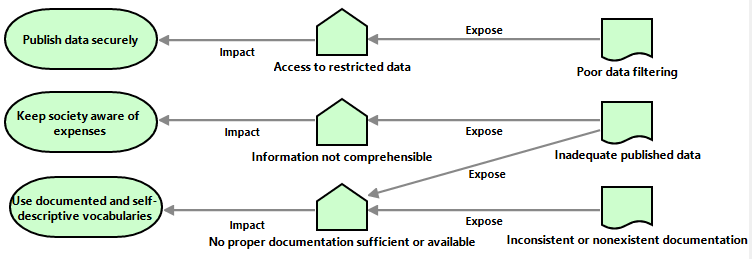 Publish data securely
Impact
Expose
Access to restricted data
Poor data filtering
Keep society aware of
expenses
Impact
Expose
Information not comprehensible
Inadequate published data
Expose
Use documented and self-
descriptive vocabularies
Impact
Expose
No proper documentation sufficient or available
Inconsistent or nonexistent documentation